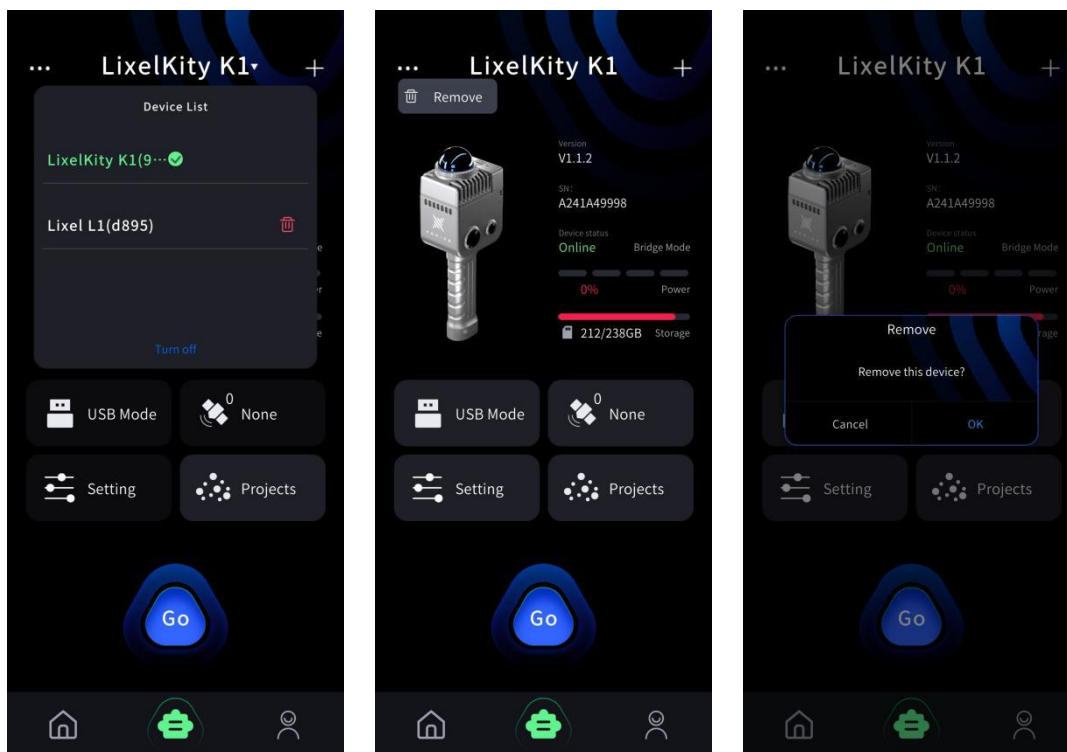 LixelKity K1
Device List
LixelKity K1(9…
Lixel L1(d895)
Turn off
USB Mode
0
None
Setting
Projects
Go
LixelKity K1
Remove
Version
V1.1.2
SN:
A241A49998
Device status
Online
Bridge Mode
0%
Power
212/238GB
Storage
USB Mode
0
None
Setting
Projects
Go
LixelKity K1
Version
V1.1.2
SN:
A241A49998
Device status
Online
Bridge Mode
0%
Power
Remove
Remove this device?
Cancel
OK
Setting
Projects
Go